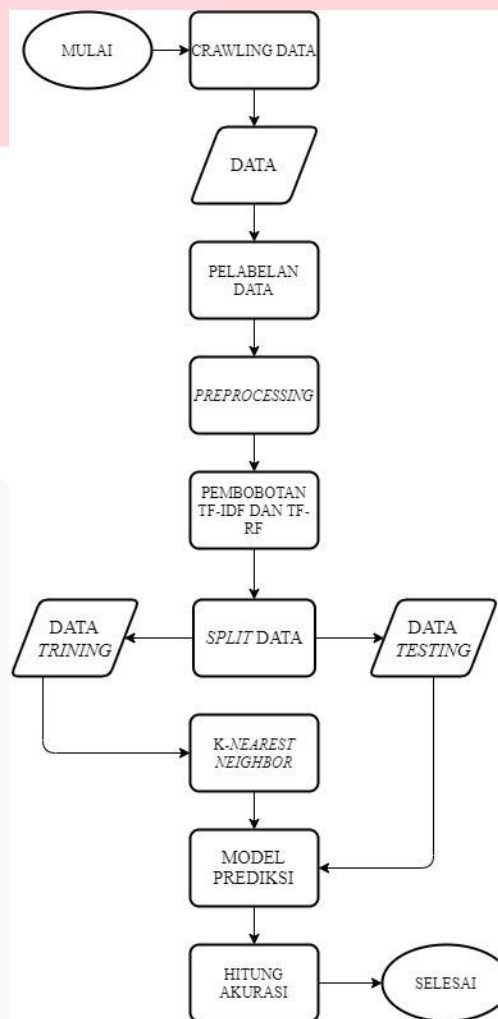 MULAI
CRAWLING DATA
DATA
PELABELAN
DATA
PREPROCESSING
PEMBOBOTAN
TF-IDF DAN TF-
RF
DATA
TRINING
SPLIT DATA
DATA
TESTING
K-NEAREST
NEIGHBOR
MODEL
PREDIKSI
HITUNG
AKURASI
SELESAI